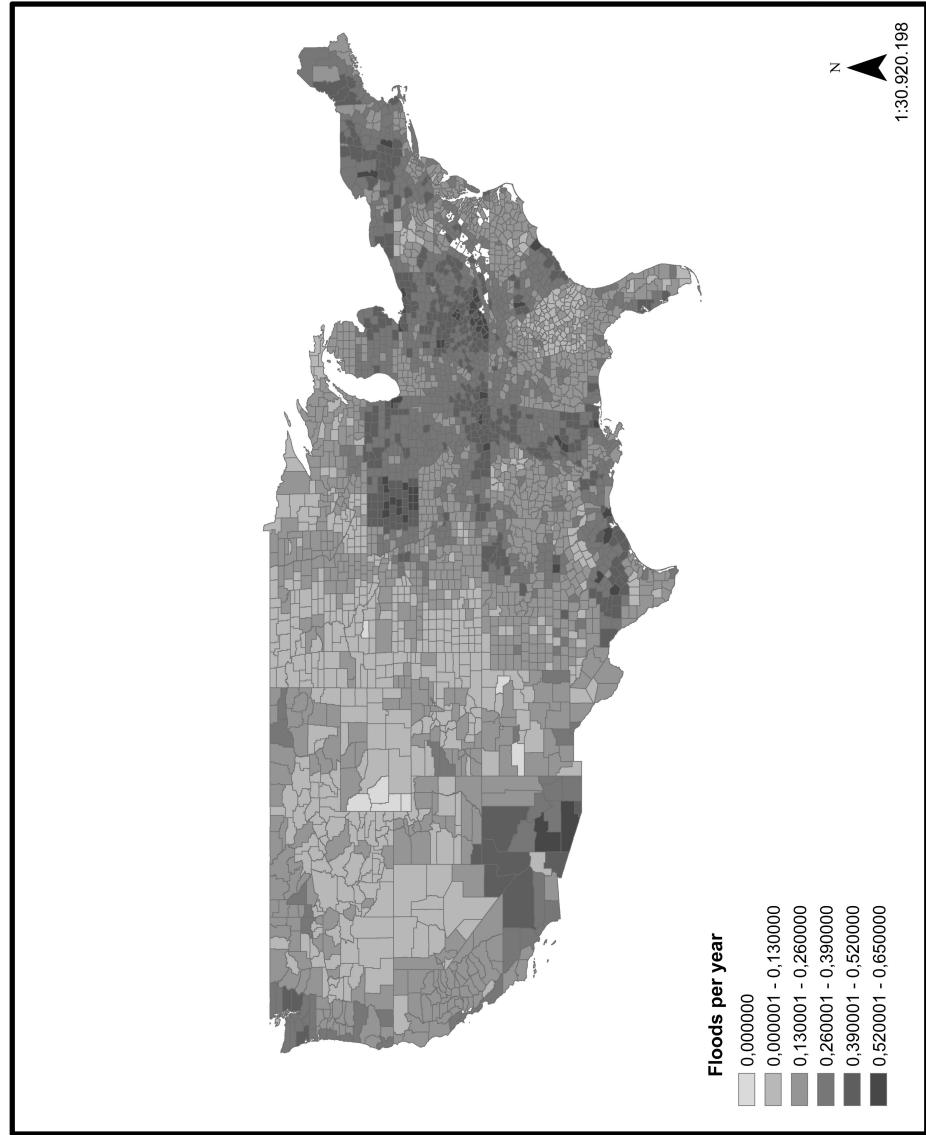 Floods per year
0,000000
0,000001 - 0,130000
0,130001 - 0,260000
0,260001 - 0,390000
0,390001 - 0,520000
0,520001 - 0,650000
N
1:30.920.198